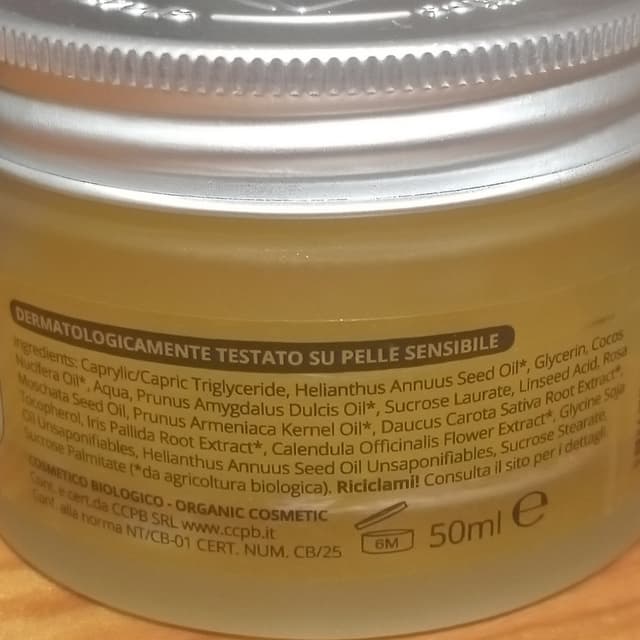 DERMATOLOGICAMENTE TESTATO SU PELLE SENSIBILE
Ingredients: Caprylic/Capric Triglyceride, Helianthus Annuus Seed Oil*, Glycerin, Cocos
Nucifera Oil*, Aqua, Prunus Amygdalus Dulcis Oil*, Sucrose Laurate, Linseed Acid, Rosa
Moschata Seed Oil, Prunus Armeniaca Kernel Oil*, Daucus Carota Sativa Root Extract*,
Tocopherol, Iris Pallida Root Extract*, Calendula Officinalis Flower Extract*, Glycine Soja
Oil Unsaponifiables, Helianthus Annuus Seed Oil Unsaponifiables, Sucrose Stearate,
Sucrose Palmitate (*da agricoltura biologica). Riciclami! Consulta il sito per i dettagli.
COSMETICO BIOLOGICO - ORGANIC COSMETIC
Cont. e cert.da CCPB SRL www.ccpb.it
Conf. alla norma NT/CB-01 CERT. NUM. CB/25
6M
50ml e